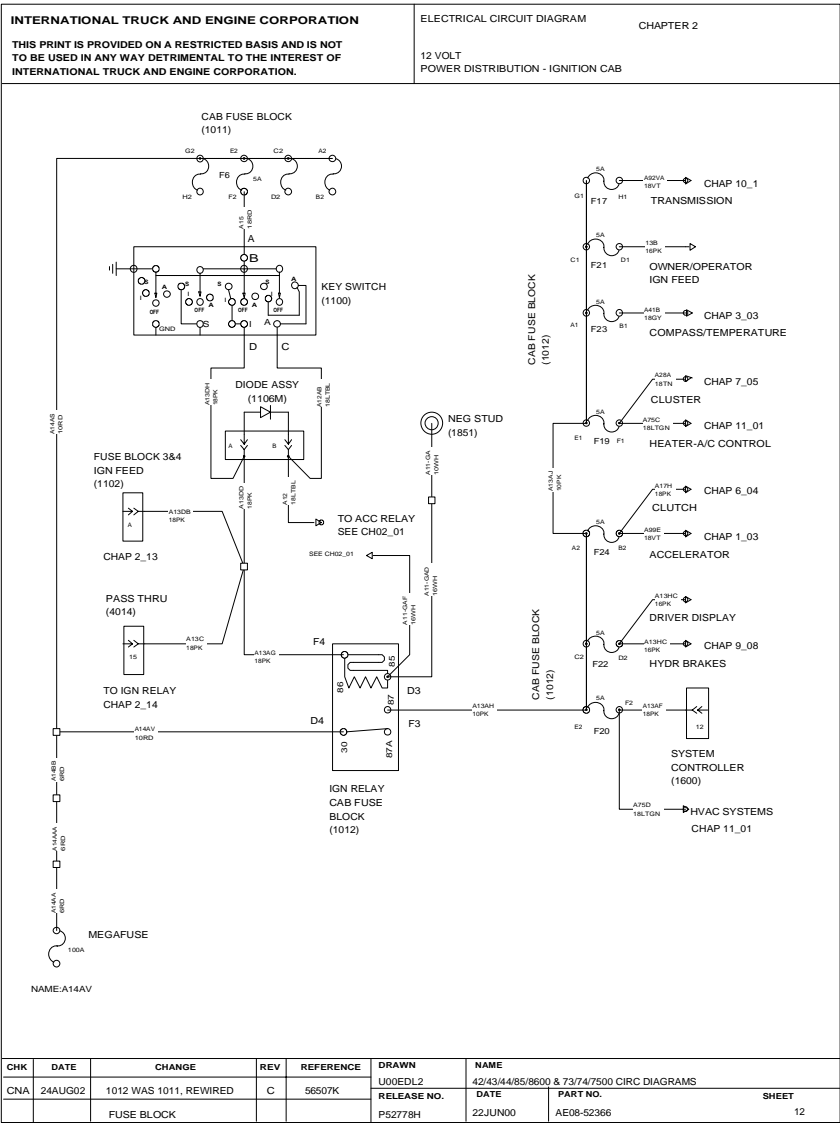 INTERNATIONAL TRUCK AND ENGINE CORPORATION
THIS PRINT IS PROVIDED ON A RESTRICTED BASIS AND IS NOT
TO BE USED IN ANY WAY DETRIMENTAL TO THE INTEREST OF
INTERNATIONAL TRUCK AND ENGINE CORPORATION.
ELECTRICAL CIRCUIT DIAGRAM
CHAPTER 2
12 VOLT
POWER DISTRIBUTION - IGNITION CAB
CAB FUSE BLOCK
(1011)
G2
E2
C2
A2
F6
5A
H2
F2
D2
B2
A15
18RD
A
B
S
I
A
OFF
S
I
A
OFF
S
I
A
OFF
S
I
A
OFF
GND
S
I
A
KEY SWITCH
(1100)
D
C
A13DH
18PK
A12AB
18LTBL
DIODE ASSY
(1106M)
A
B
A13DD
18PK
A12
18LTBL
A14AS
10RD
FUSE BLOCK 3&4
IGN FEED
(1102)
A
A13DB
18PK
CHAP 2_13
TO ACC RELAY
SEE CH02_01
SEE CH02_01
NEG STUD
(1851)
A11-GA
10WH
A11-GAD
16WH
A11-GAF
16WH
PASS THRU
(4014)
15
A13C
18PK
TO IGN RELAY
CHAP 2_14
A13AG
18PK
F4
86
85
D3
87
F3
D4
30
87A
A14AV
10RD
IGN RELAY
CAB FUSE
BLOCK
(1012)
A13AH
10PK
A14BB
6RD
A14AAA
6RD
A14AA
6RD
MEGAFUSE
100A
NAME:A14AV
CAB FUSE BLOCK
(1012)
5A
G1
F17
H1
A92VA
18VT
CHAP 10_1
TRANSMISSION
5A
C1
F21
D1
13B
16PK
OWNER/OPERATOR
IGN FEED
5A
A1
F23
B1
A41B
18GY
CHAP 3_03
COMPASS/TEMPERATURE
A28A
18TN
CHAP 7_05
CLUSTER
5A
E1
F19
F1
A75C
18LTGN
CHAP 11_01
HEATER-A/C CONTROL
A13AJ
10PK
A17H
18PK
CHAP 6_04
CLUTCH
5A
A2
F24
B2
A99E
18VT
CHAP 1_03
ACCELERATOR
CAB FUSE BLOCK
(1012)
A13HC
16PK
DRIVER DISPLAY
5A
C2
F22
D2
A13HC
16PK
CHAP 9_08
HYDR BRAKES
5A
E2
F20
F2
A13AF
18PK
12
SYSTEM
CONTROLLER
(1600)
A75D
18LTGN
HVAC SYSTEMS
CHAP 11_01
CHK DATE CHANGE REV REFERENCE DRAWN NAME
U00EDL2 42/43/44/85/8600 & 73/74/7500 CIRC DIAGRAMS
CNA 24AUG02 1012 WAS 1011, REWIRED C 56507K RELEASE NO. DATE PART NO. SHEET
FUSE BLOCK P52778H 22JUN00 AE08-52366 12